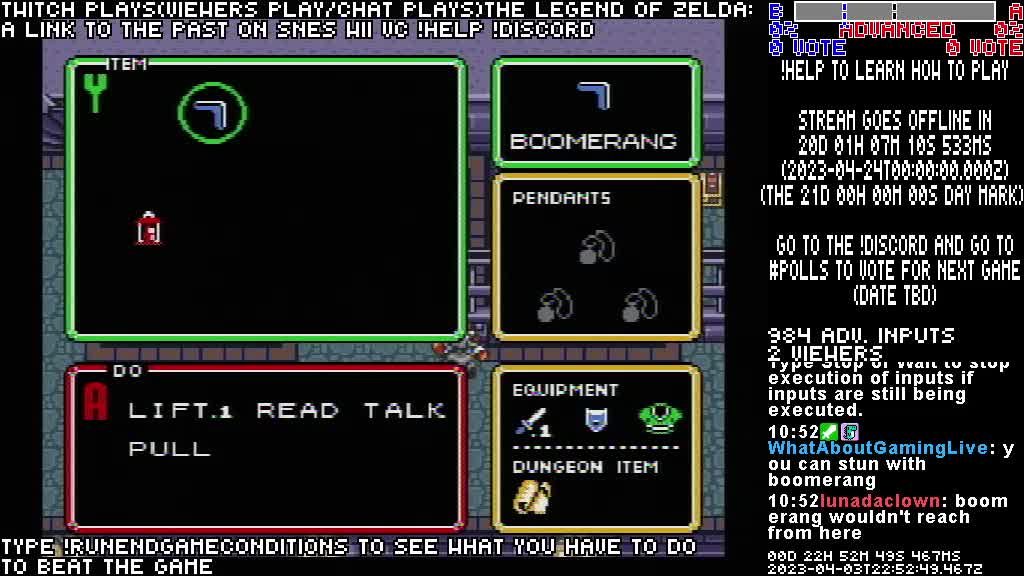 TWITCH PLAYS(VIEWERS PLAY/CHAT PLAYS)THE LEGEND OF ZELDA:
A LINK TO THE PAST ON SNES WII VC !HELP !DISCORD
ITEM
Y
BOOMERANG
PENDANTS
DO
A
LIFT.1 READ TALK
PULL
EQUIPMENT
.1
DUNGEON ITEM
TYPE !RUNENDGAMECONDITIONS TO SEE WHAT YOU HAVE TO DO
TO BEAT THE GAME
B A
0% ADVANCED 0%
0 VOTE 0 VOTE
!HELP TO LEARN HOW TO PLAY
STREAM GOES OFFLINE IN
20D 01H 07M 10S 533MS
(2023-04-24T00:00:00.000Z)
(THE 21D 00H 00M 00S DAY MARK)
GO TO THE !DISCORD AND GO TO
#POLLS TO VOTE FOR NEXT GAME
(DATE TBD)
984 ADV. INPUTS
2 VIEWERS
Type Stop or Wait to stop
execution of inputs if
inputs are still being
executed.
10:52
WhatAboutGamingLive: y
ou can stun with
boomerang
10:52lunadaclown: boom
erang wouldn't reach
from here
00D 22H 52M 49S 467MS
2023-04-03T22:52:49.467Z